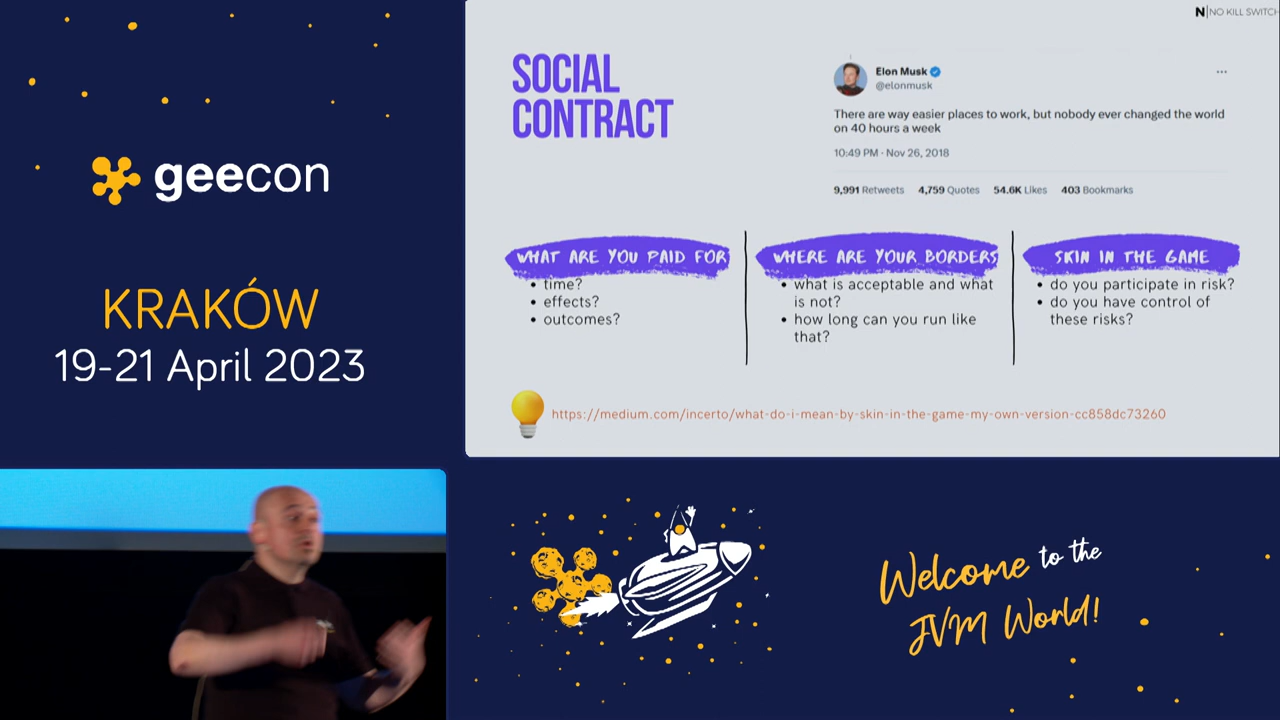 geecon
KRAKÓW
19-21 April 2023
N|NO KILL SWITCH
SOCIAL
CONTRACT
Elon Musk
@elonmusk
...
There are way easier places to work, but nobody ever changed the world
on 40 hours a week
10:49 PM · Nov 26, 2018
9,991 Retweets 4,759 Quotes 54.6K Likes 403 Bookmarks
WHAT ARE YOU PAID FOR
• time?
• effects?
• outcomes?
WHERE ARE YOUR BORDERS
• what is acceptable and what
is not?
• how long can you run like
that?
SKIN IN THE GAME
• do you participate in risk?
• do you have control of
these risks?
https://medium.com/incerto/what-do-i-mean-by-skin-in-the-game-my-own-version-cc858dc73260
Welcome to the
JVM World!